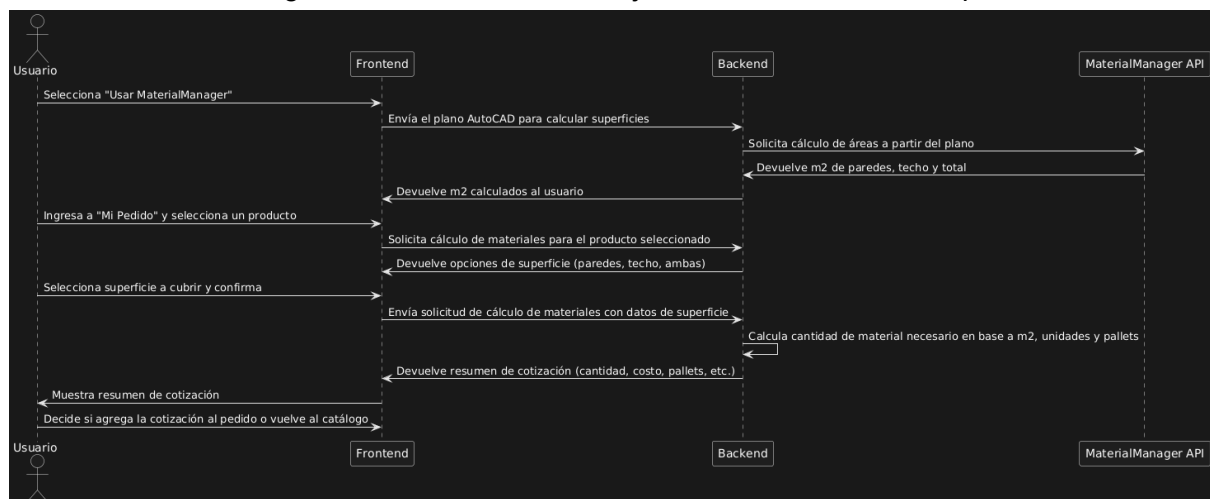 Usuario
Frontend
Backend
MaterialManager API
Selecciona "Usar MaterialManager"
Envía el plano AutoCAD para calcular superficies
Solicita cálculo de áreas a partir del plano
Devuelve m2 de paredes, techo y total
Devuelve m2 calculados al usuario
Ingresa a "Mi Pedido" y selecciona un producto
Solicita cálculo de materiales para el producto seleccionado
Devuelve opciones de superficie (paredes, techo, ambas)
Selecciona superficie a cubrir y confirma
Envía solicitud de cálculo de materiales con datos de superficie
Calcula cantidad de material necesario en base a m2, unidades y pallets
Devuelve resumen de cotización (cantidad, costo, pallets, etc.)
Muestra resumen de cotización
Decide si agrega la cotización al pedido o vuelve al catálogo
Usuario
Frontend
Backend
MaterialManager API